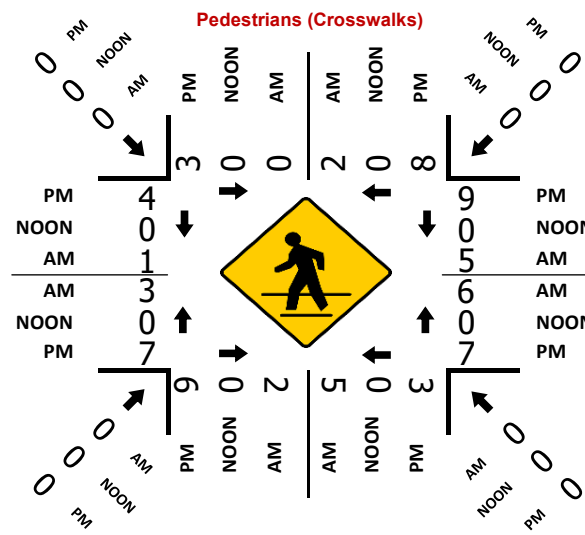 Pedestrians (Crosswalks)
0 PM
0 NOON
0 AM
PM NOON AM AM NOON PM
PM 0
NOON 0
AM 0
3 0 0 2 0 8
PM 4 9 PM
NOON 0 0 NOON
AM 1 5 AM
AM 3 6 AM
NOON 0 0 NOON
PM 7 7 PM
6 0 2 5 0 3
PM NOON AM AM NOON PM
0 AM
0 NOON
0 PM
AM 0
NOON 0
PM 0